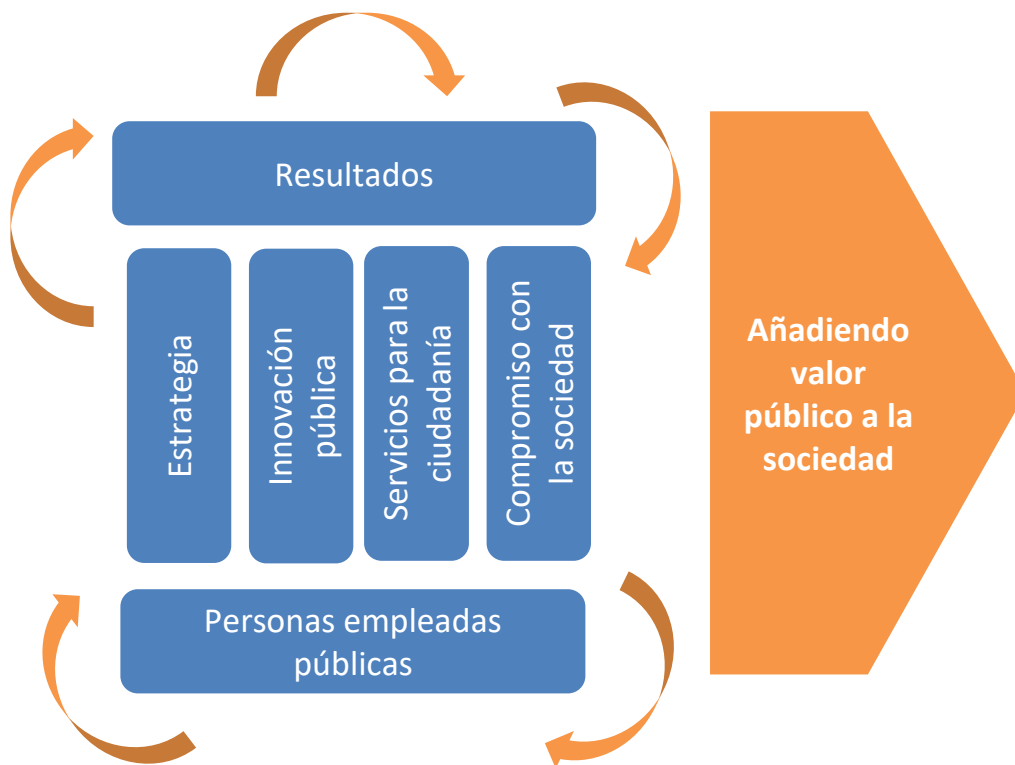 Resultados
Estrategia
Innovación
pública
Servicios para la
ciudadanía
Compromiso con
la sociedad
Personas empleadas
públicas
Añadiendo
valor
público a la
sociedad